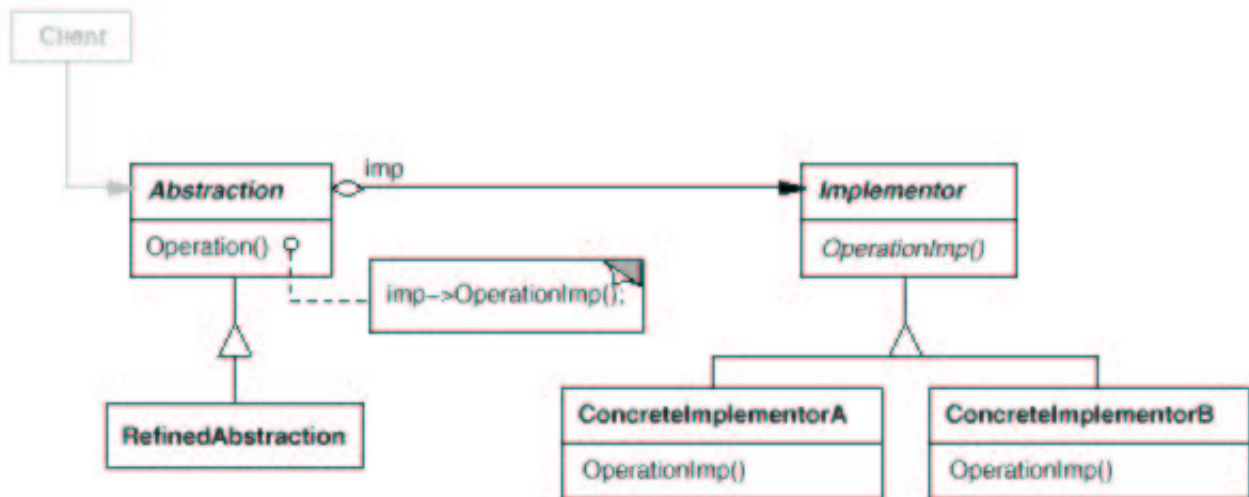 Client
imp
Abstraction
Implementor
Operation()
OperationImp()
imp->OperationImp();
RefinedAbstraction
ConcreteImplementorA
ConcreteImplementorB
OperationImp()
OperationImp()